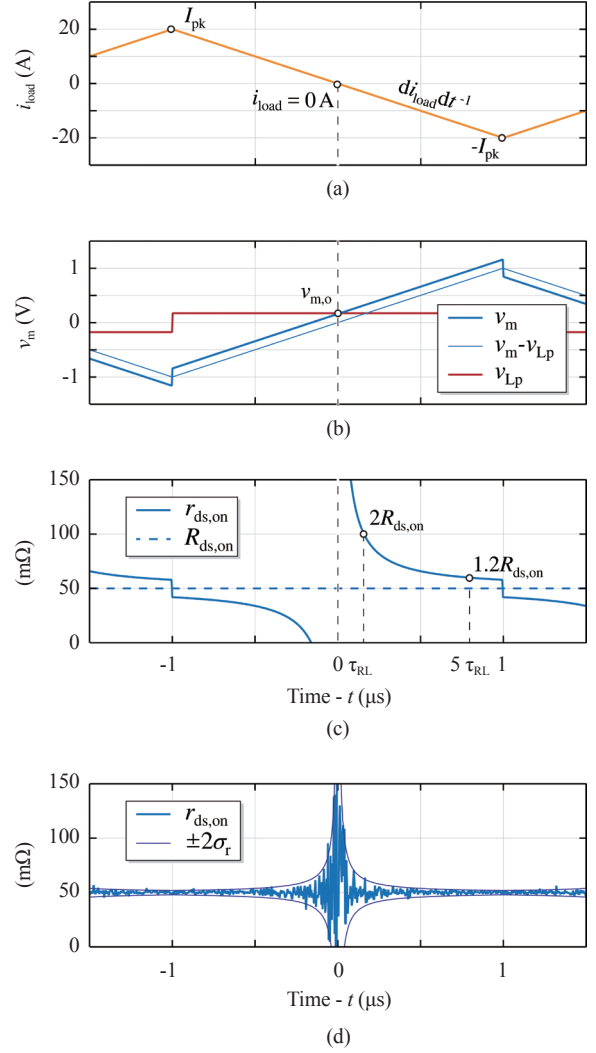 I_pk
20
0
-20
i_load (A)
i_load = 0 A
di_load dt^-1
-I_pk
(a)
1
0
-1
v_m (V)
v_m,o
v_m
v_m-v_Lp
v_Lp
(b)
150
100
50
0
(mΩ)
r_ds,on
R_ds,on
2R_ds,on
1.2R_ds,on
-1
0
τ_RL
5 τ_RL
1
Time - t (μs)
(c)
150
100
50
0
(mΩ)
r_ds,on
±2σ_r
-1
0
1
Time - t (μs)
(d)